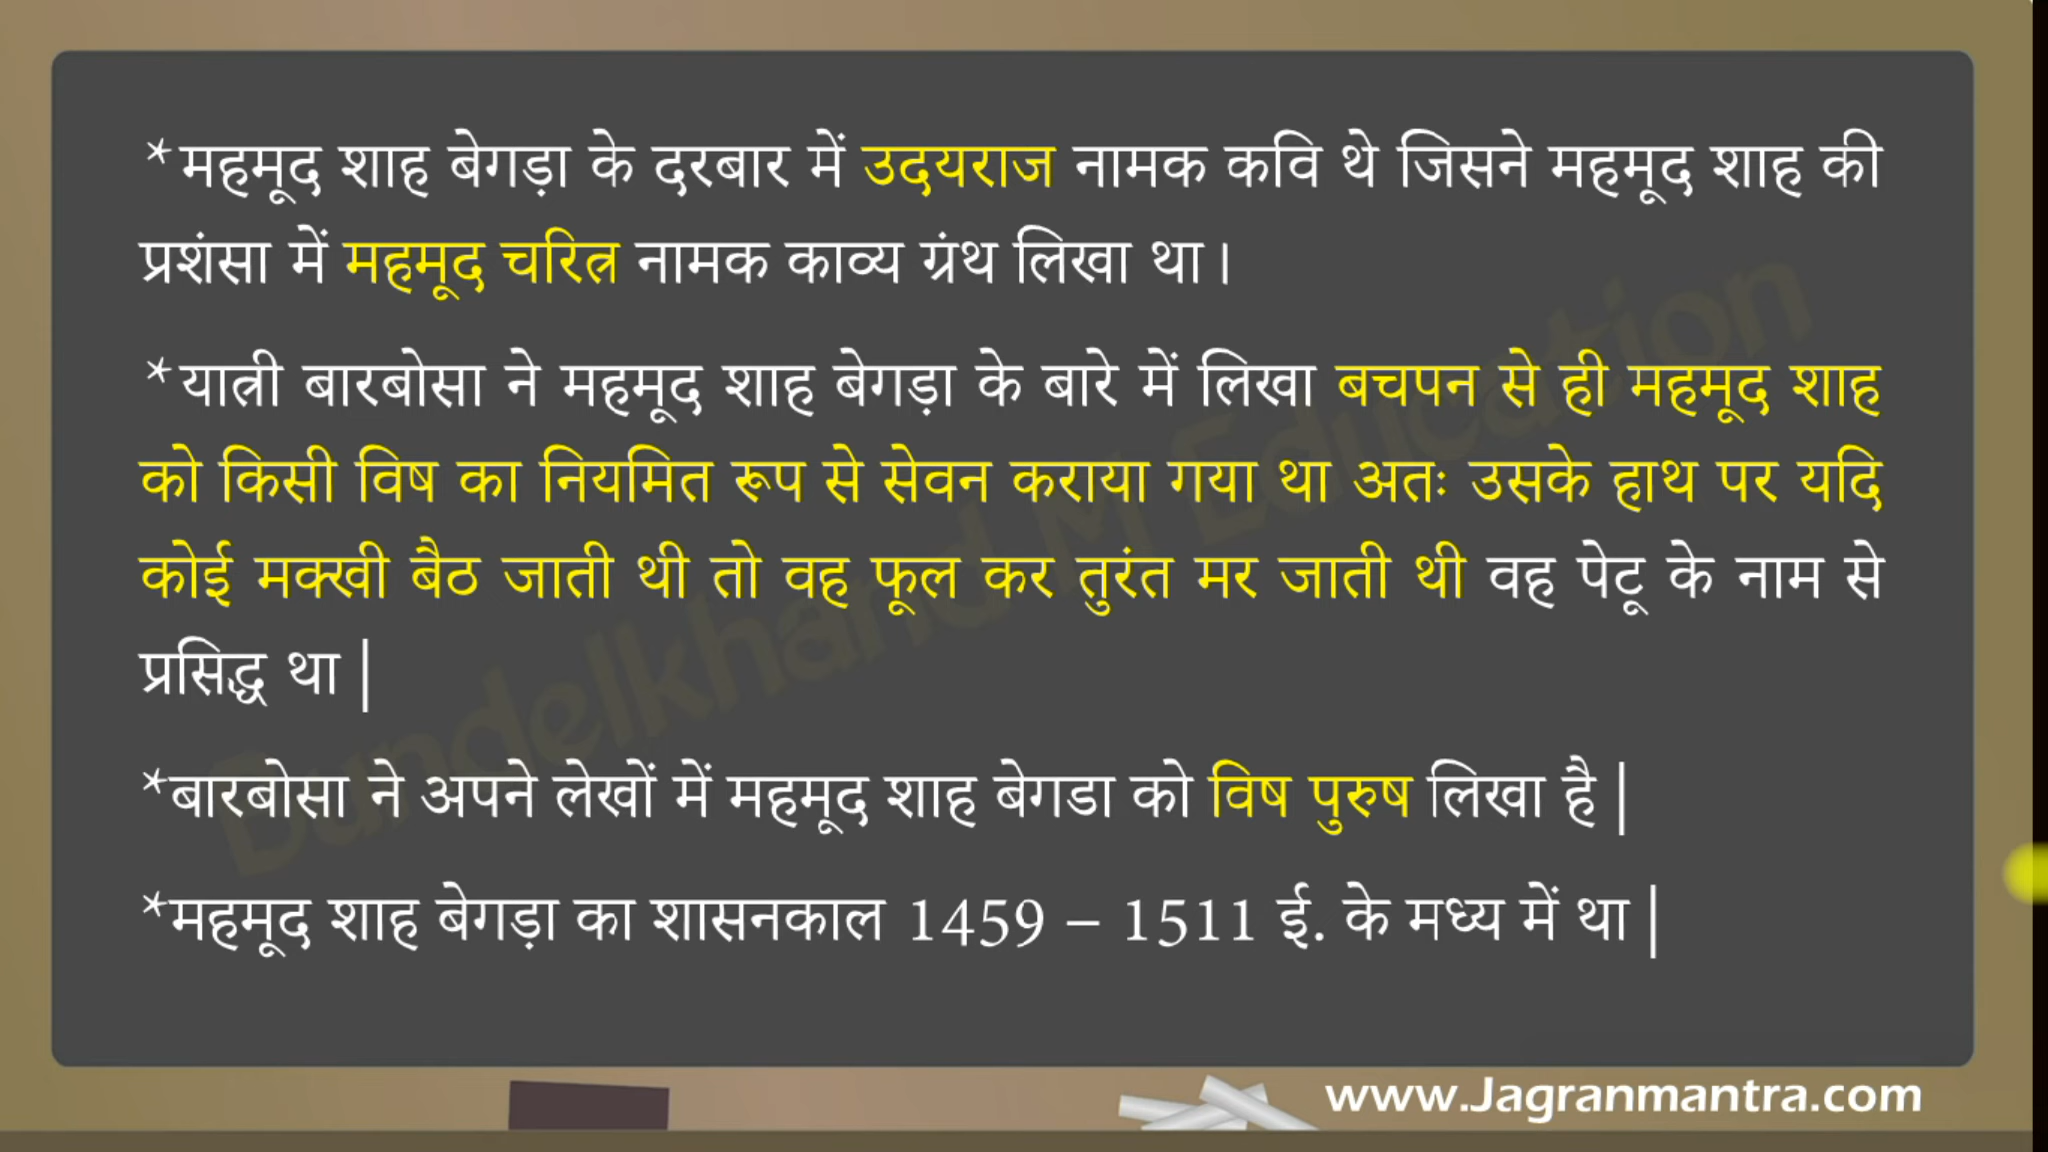 *महमूद शाह बेगड़ा के दरबार में उदयराज नामक कवि थे जिसने महमूद शाह की
प्रशंसा में महमूद चरित्र नामक काव्य ग्रंथ लिखा था।
*यात्री बारबोसा ने महमूद शाह बेगड़ा के बारे में लिखा बचपन से ही महमूद शाह
को किसी विष का नियमित रूप से सेवन कराया गया था अतः उसके हाथ पर यदि
कोई मक्खी बैठ जाती थी तो वह फूल कर तुरंत मर जाती थी वह पेटू के नाम से
प्रसिद्ध था |
*बारबोसा ने अपने लेखों में महमूद शाह बेगडा को विष पुरुष लिखा है |
*महमूद शाह बेगड़ा का शासनकाल 1459 – 1511 ई. के मध्य में था |
Bundelkhand M Education
www.Jagranmantra.com